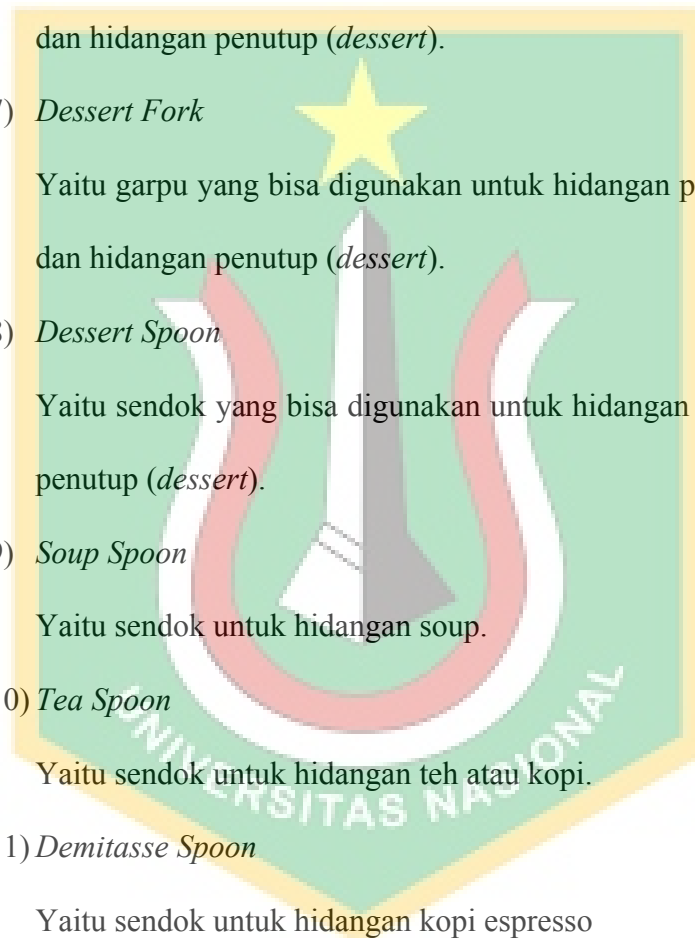 dan hidangan penutup (dessert).
) Dessert Fork
Yaitu garpu yang bisa digunakan untuk hidangan p
dan hidangan penutup (dessert).
) Dessert Spoon
Yaitu sendok yang bisa digunakan untuk hidangan
penutup (dessert).
) Soup Spoon
Yaitu sendok untuk hidangan soup.
0) Tea Spoon
Yaitu sendok untuk hidangan teh atau kopi.
1) Demitasse Spoon
Yaitu sendok untuk hidangan kopi espresso
UNIVERSITAS NASIONAL